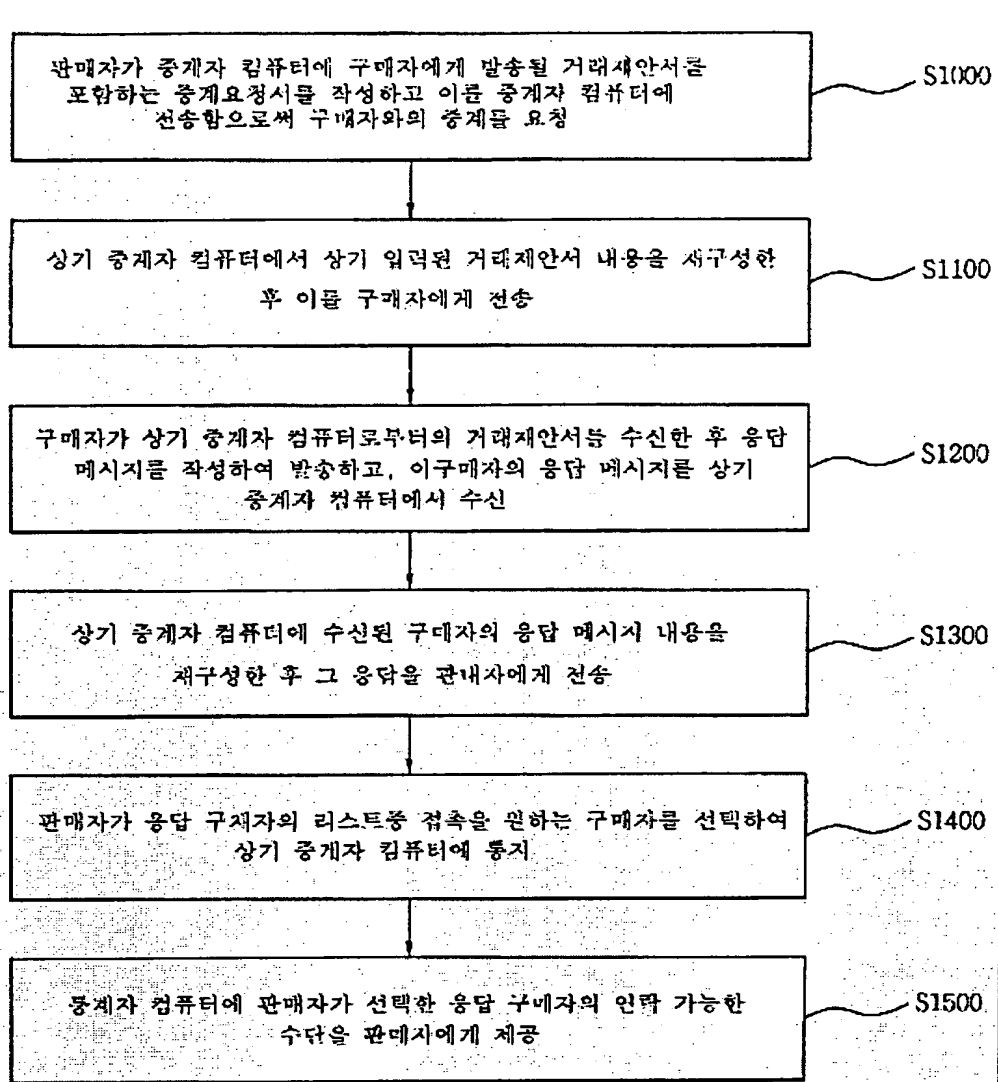 판매자가 중계자 컴퓨터에 구매자에게 발송될 거래제안서를
포함하는 중계요청서를 작성하고 이를 중계자 컴퓨터에
전송함으로써 구매자와의 중계를 요청
S1000
상기 중계자 컴퓨터에서 상기 입력된 거래제안서 내용을 재구성한
후 이를 구매자에게 전송
S1100
구매자가 상기 중계자 컴퓨터로부터의 거래제안서를 수신한 후 응답
메시지를 작성하여 발송하고, 이구매자의 응답 메시지를 상기
중계자 컴퓨터에서 수신
S1200
상기 중계자 컴퓨터에 수신된 구매자의 응답 메시지 내용을
재구성한 후 그 응답을 판매자에게 전송
S1300
판매자가 응답 구매자의 리스트중 접촉을 원하는 구매자를 선택하여
상기 중계자 컴퓨터에 통지
S1400
중계자 컴퓨터에 판매자가 선택한 응답 구매자의 연락 가능한
수단을 판매자에게 제공
S1500